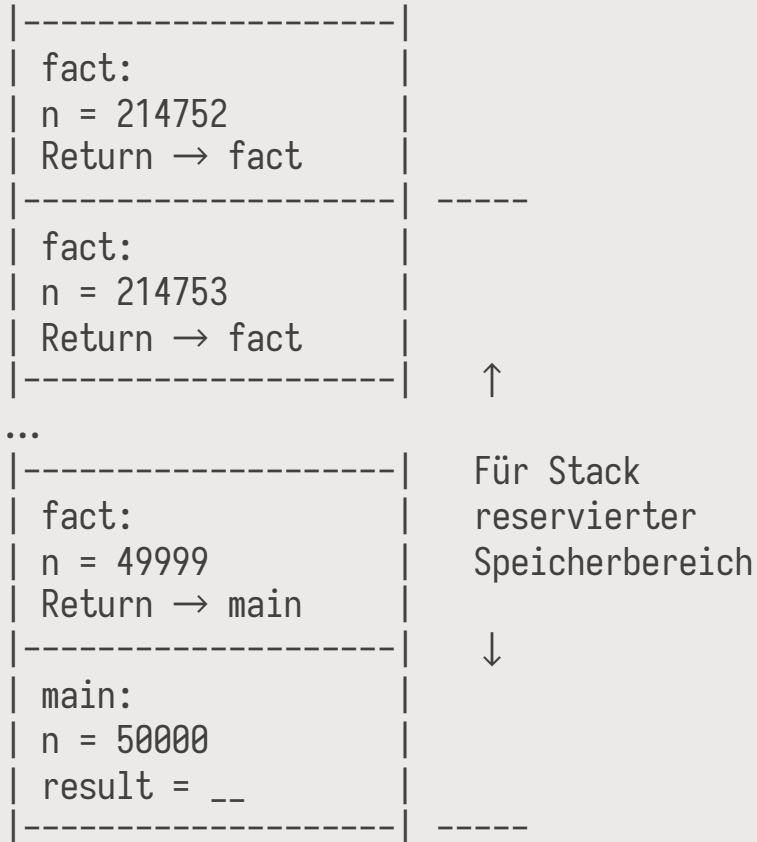 |--------------------|
| fact:              |
| n = 214752         |
| Return → fact      |
|--------------------| -----
| fact:              |
| n = 214753         |
| Return → fact      |
|--------------------|    ↑
...
|--------------------|   Für Stack
| fact:              |   reservierter
| n = 49999          |   Speicherbereich
| Return → main      |
|--------------------|    ↓
| main:              |
| n = 50000          |
| result = __        |
|--------------------| -----